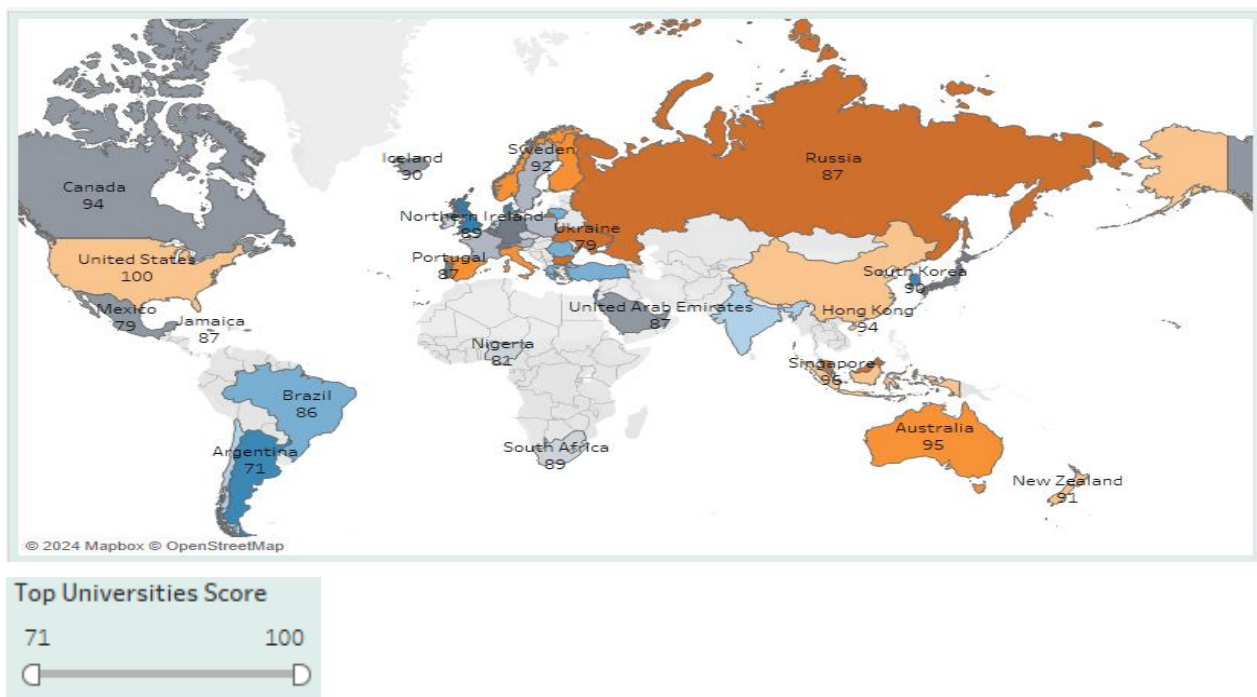 Sweden
92
Iceland
90
Russia
87
Canada
94
Northern Ireland
89
Ukraine
79
Portugal
87
United States
100
South Korea
90
Mexico
79
Jamaica
87
United Arab Emirates
87
Hong Kong
94
Nigeria
81
Singapore
96
Brazil
86
Argentina
71
South Africa
89
Australia
95
New Zealand
91
© 2024 Mapbox © OpenStreetMap
Top Universities Score
71 100